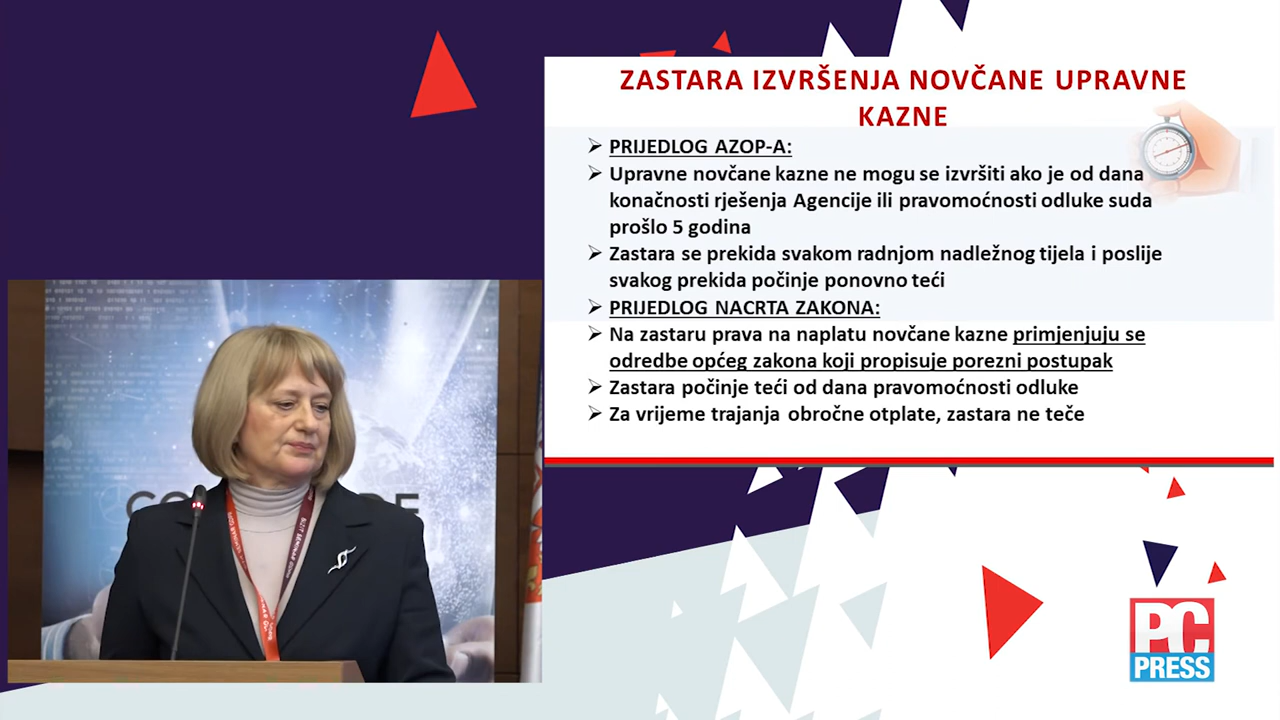 ZASTARA IZVRŠENJA NOVČANE UPRAVNE
KAZNE
PRIJEDLOG AZOP-A:
Upravne novčane kazne ne mogu se izvršiti ako je od dana
konačnosti rješenja Agencije ili pravomoćnosti odluke suda
prošlo 5 godina
Zastara se prekida svakom radnjom nadležnog tijela i poslije
svakog prekida počinje ponovno teći
PRIJEDLOG NACRTA ZAKONA:
Na zastaru prava na naplatu novčane kazne primjenjuju se
odredbe općeg zakona koji propisuje porezni postupak
Zastara počinje teći od dana pravomoćnosti odluke
Za vrijeme trajanja obročne otplate, zastara ne teče
PC
PRESS